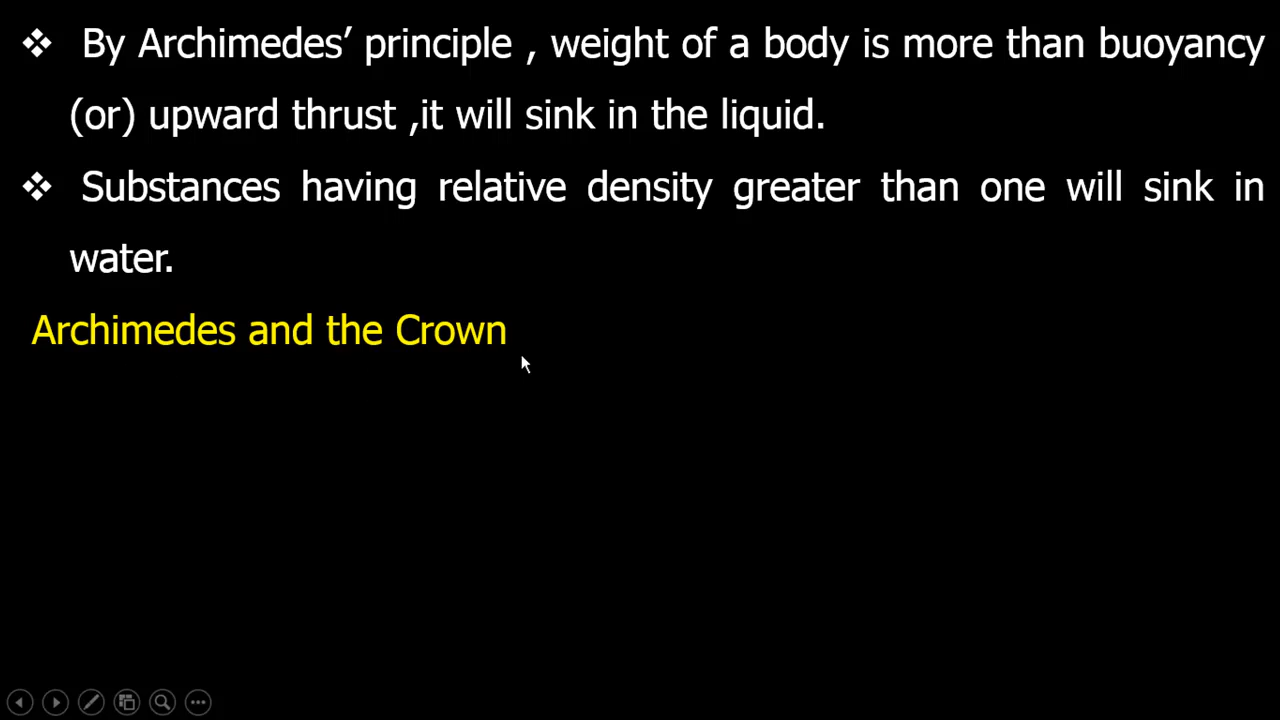 ❖ By Archimedes’ principle , weight of a body is more than buoyancy
(or) upward thrust ,it will sink in the liquid.
❖ Substances having relative density greater than one will sink in
water.
Archimedes and the Crown